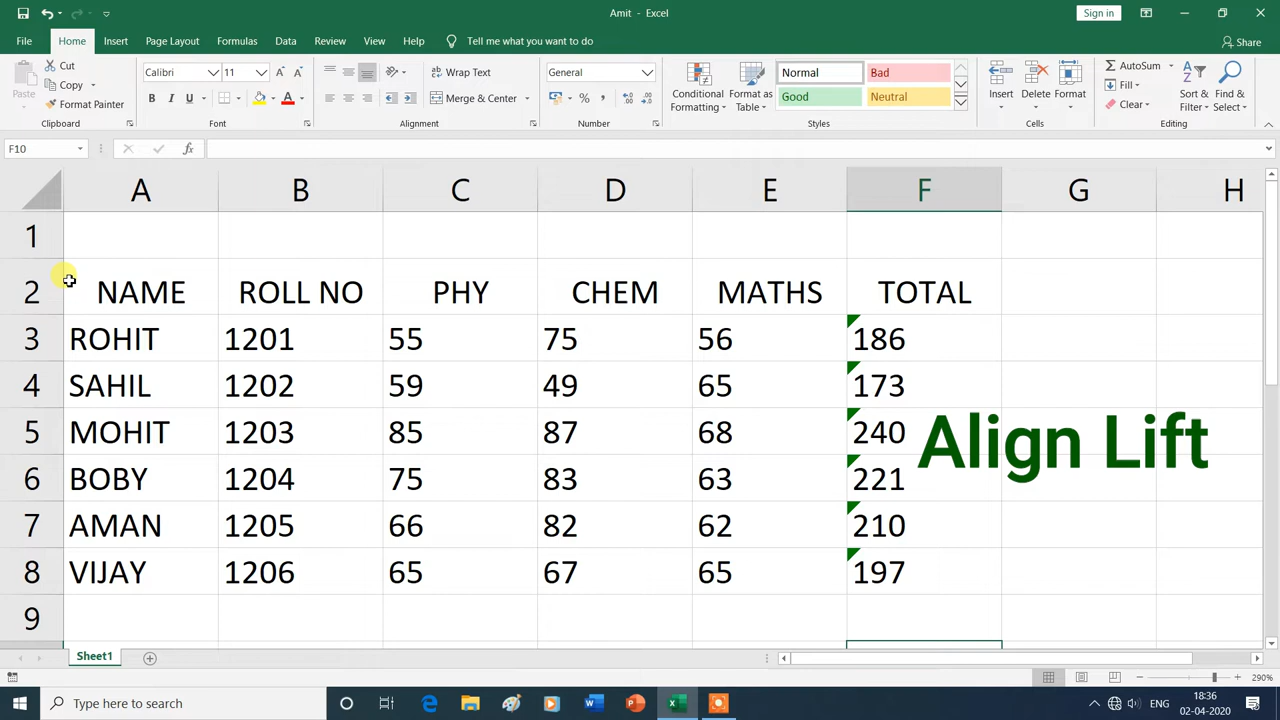 Amit - Excel
Sign in
File Home Insert Page Layout Formulas Data Review View Help Tell me what you want to do Share
Paste
Cut
Copy
Format Painter
Clipboard
Calibri 11
B I U
Font
Wrap Text
Merge & Center
Alignment
General
Number
Conditional Formatting
Format as Table
Normal Bad
Good Neutral
Styles
Insert Delete Format
Cells
AutoSum
Fill
Clear
Sort & Filter
Find & Select
Editing
F10 fx
A B C D E F G H
1
2 NAME ROLL NO PHY CHEM MATHS TOTAL
3 ROHIT 1201 55 75 56 186
4 SAHIL 1202 59 49 65 173
5 MOHIT 1203 85 87 68 240
Align Lift
6 BOBY 1204 75 83 63 221
7 AMAN 1205 66 82 62 210
8 VIJAY 1206 65 67 65 197
9
Sheet1
290%
Type here to search
ENG
18:36
02-04-2020